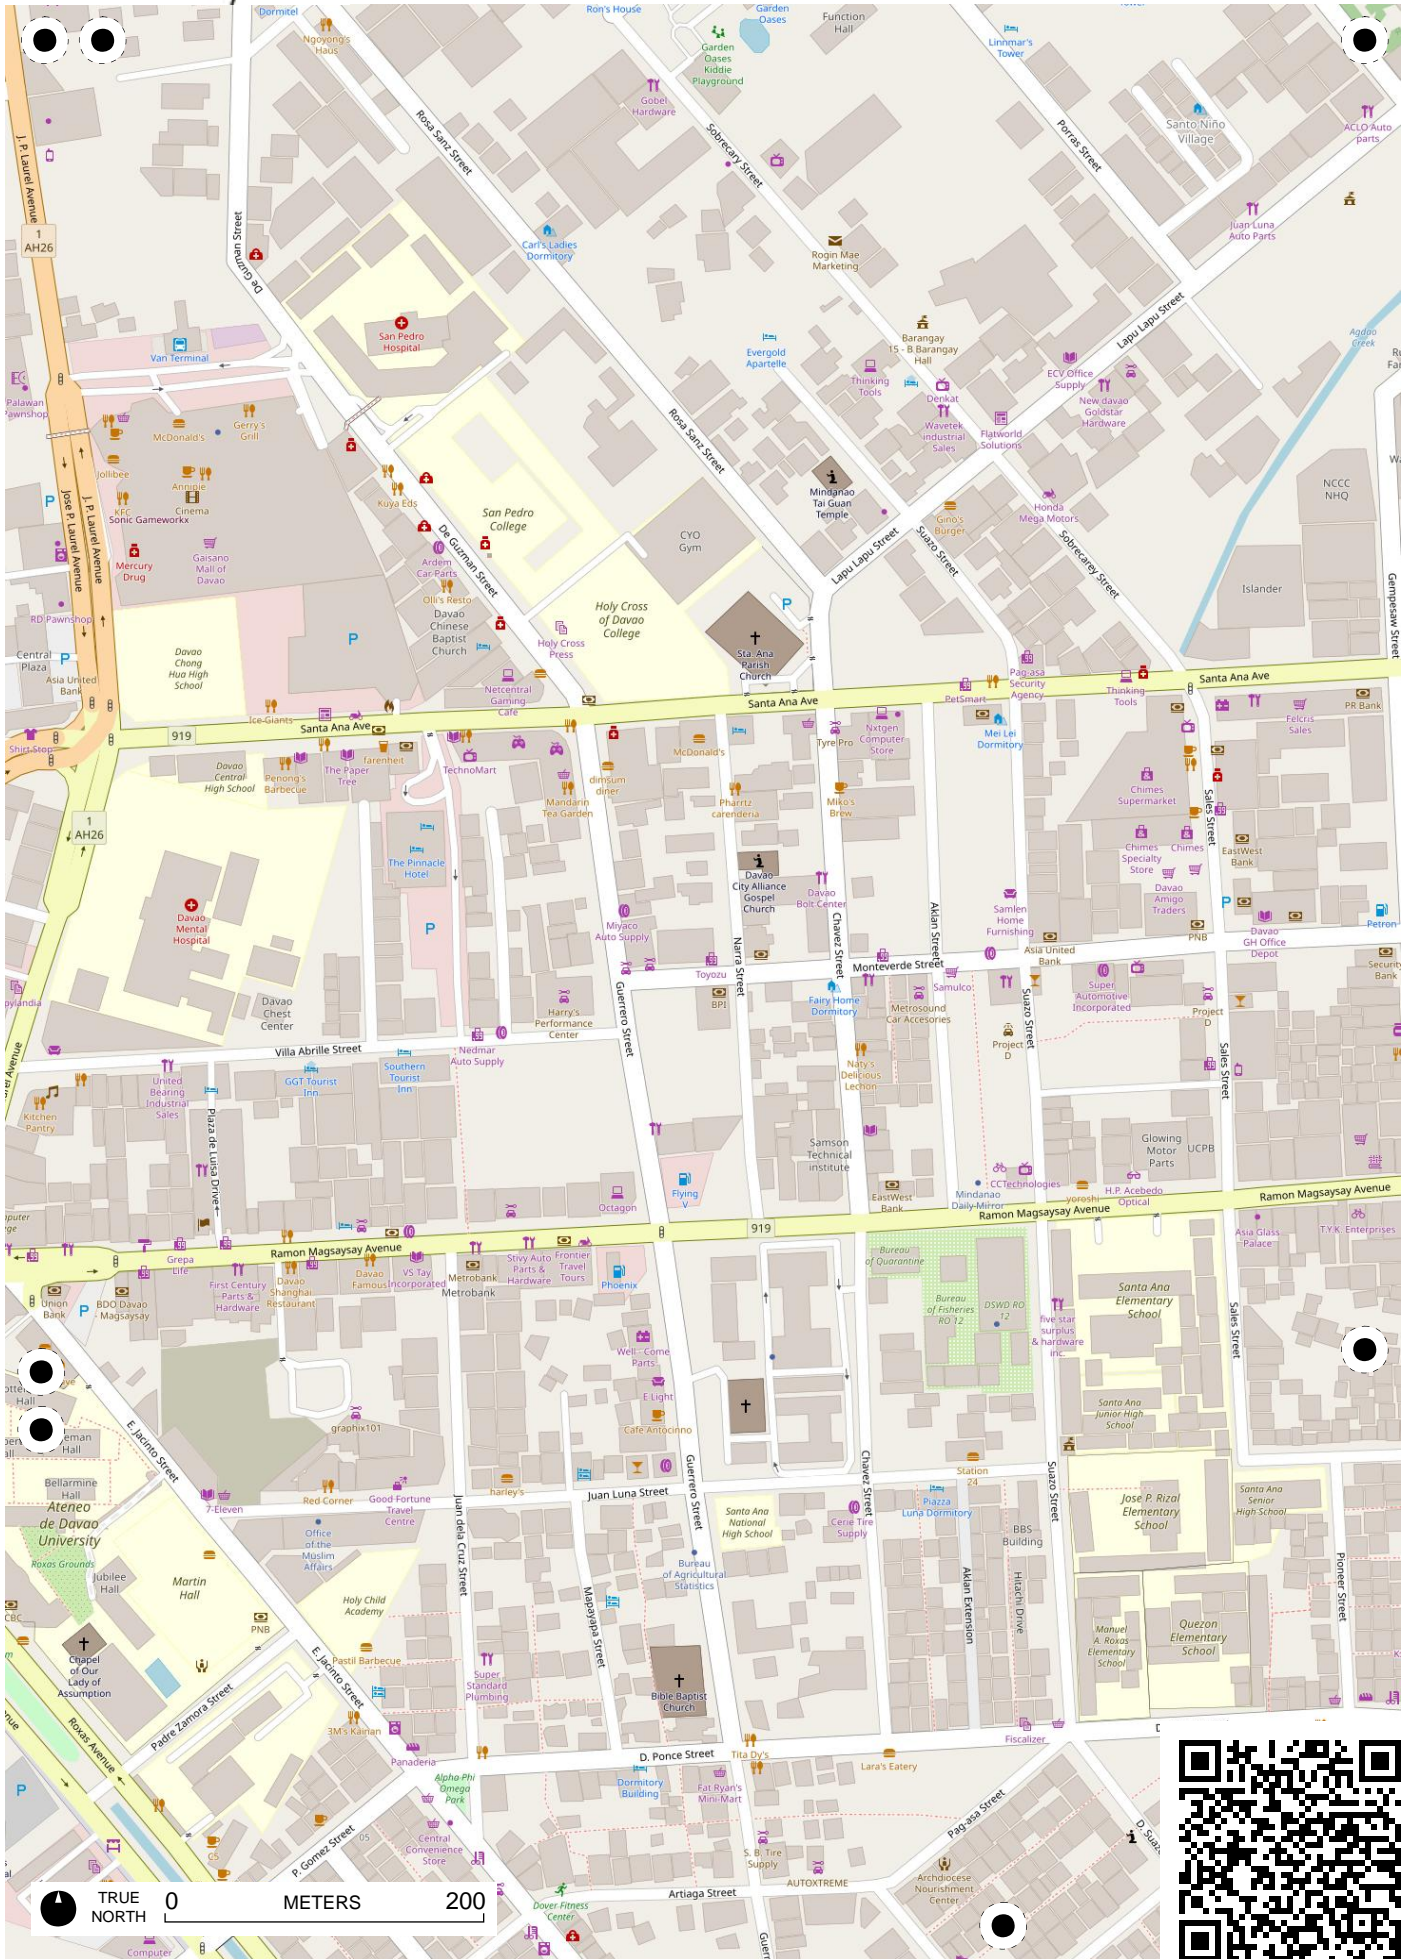 Dormitel
Ngoyong's
Haus
Ron's House
Garden
Oases
Garden
Oases
Kiddie
Playground
Function
Hall
Linnmar's
Tower
Gobel
Hardware
Rosa Sanz Street
Sobrecary Street
Porras Street
Santo Niño
Village
ACLO Auto
parts
J. P. Laurel Avenue
1
AH26
De Guzman Street
De Guzman Street
Carl's Ladies
Dormitory
Rogin Mae
Marketing
Juan Luna
Auto Parts
San Pedro
Hospital
Van Terminal
Evergold
Apartelle
Barangay
15 - B Barangay
Hall
Lapu Lapu Street
Agdao
Creek
Palawan
Pawnshop
Thinking
Tools
Denkat
ECV Office
Supply
New davao
Goldstar
Hardware
Wavetek
industrial
Sales
Flatworld
Solutions
McDonald's
Gerry's
Grill
Rosa Sanz Street
Jollibee
KFC
Annipie
Cinema
Sonic Gameworkx
Kuya Eds
San Pedro
College
Mindanao
Tai Guan
Temple
Gino's
Burger
Honda
Mega Motors
NCCC
NHQ
Jose P. Laurel Avenue
J. P. Laurel Avenue
Mercury
Drug
Gaisano
Mall of
Davao
De Guzman Street
CYO
Gym
Lapu Lapu Street
Suazo Street
Sobrecarey Street
Ardem
Car Parts
Olli's Resto
Davao
Chinese
Baptist
Church
Islander
Gempesaw Street
RD Pawnshop
Holy Cross
of Davao
College
Holy Cross
Press
Central
Plaza
Asia United
Bank
Davao
Chong
Hua High
School
Sta. Ana
Parish
Church
Pag-asa
Security
Agency
PetSmart
Thinking
Tools
Santa Ana Ave
Netcentral
Gaming
Cafe
Santa Ana Ave
PR Bank
Ice Giants
Santa Ana Ave
919
Shirt Stop
Tyre Pro
Nxtgen
Computer
Store
Mei Lei
Dormitory
Felcris
Sales
Davao
Central
High School
Penong's
Barbecue
The Paper
Tree
farenheit
TechnoMart
McDonald's
dimsum
diner
Mandarin
Tea Garden
Pharrtz
carenderia
Miko's
Brew
Chimes
Supermarket
Sales Street
1
AH26
The Pinnacle
Hotel
Davao
City Alliance
Gospel
Church
Davao
Bolt Center
Chimes
Specialty
Store
Chimes
EastWest
Bank
Davao
Amigo
Traders
Davao
Mental
Hospital
Miyaco
Auto Supply
Chavez Street
Aklan Street
Samlen
Home
Furnishing
Asia United
Bank
PNB
Davao
GH Office
Depot
Petron
Narra Street
Toyozu
Monteverde Street
Samulco
Security
Bank
Davao
Chest
Center
Harry's
Performance
Center
BPI
Fairy Home
Dormitory
Metrosound
Car Accesories
Suazo Street
Super
Automotive
Incorporated
Project
D
Project
D
Guerrero Street
Villa Abrille Street
Nedmar
Auto Supply
Southern
Tourist
Inn
GGT Tourist
Inn
United
Bearing
Industrial
Sales
Naty's
Delicious
Lechon
Sales Street
Kitchen
Pantry
Plaza de Luisa Drive
Samson
Technical
institute
Glowing
Motor
Parts
UCPB
Flying
V
EastWest
Bank
Mindanao
Daily-Mirror
CCTechnologies
yoroshi
H.P. Acebedo
Optical
Ramon Magsaysay Avenue
Octagon
919
Ramon Magsaysay Avenue
Asia Glass
Palace
T.Y.K. Enterprises
Grepa
Life
Ramon Magsaysay Avenue
First Century
Parts &
Hardware
Davao
Shanghai
Restaurant
Davao
Famous
VS Tay
Incorporated
Metrobank
Metrobank
Stivy Auto
Parts &
Hardware
Frontier
Travel
Tours
Phoenix
Bureau
of Quarantine
Bureau
of Fisheries
RO 12
DSWD RO
12
Santa Ana
Elementary
School
Union
Bank
BDO Davao
- Magsaysay
five star
surplus
& hardware
inc.
Sales Street
Well- Come
Parts
E Light
Cafe Antocinno
Santa Ana
Junior High
School
E. Jacinto Street
graphix101
Hall
Hall
Bellarmine
Hall
Ateneo
de Davao
University
7-Eleven
Red Corner
Good Fortune
Travel
Centre
harley's
Juan Luna Street
Guerrero Street
Chavez Street
Station
24
Suazo Street
Piazza
Luna Dormitory
Jose P. Rizal
Elementary
School
Santa Ana
Senior
High School
Juan dela Cruz Street
Santa Ana
National
High School
Cerie Tire
Supply
BBS
Building
Office
of the
Muslim
Affairs
Roxas Grounds
Jubilee
Hall
Martin
Hall
Bureau
of Agricultural
Statistics
Aklan Extension
Hitachi Drive
Pioneer Street
Holy Child
Academy
Mapayapa Street
CBC
PNB
Manuel
A. Roxas
Elementary
School
Quezon
Elementary
School
Chapel
of Our
Lady of
Assumption
E. Jacinto Street
Pastil Barbecue
Super
Standard
Plumbing
Bible Baptist
Church
Roxas Avenue
Padre Zamora Street
3M's Kainan
Panaderia
D. Ponce Street
Tita Dy's
Lara's Eatery
Fiscalizer
Alpha Phi
Omega
Park
Dormitory
Building
Fat Ryan's
Mini-Mart
Pag-asa Street
P. Gomez Street
05
Central
Convenience
Store
S. B. Tire
Supply
AUTOXTREME
Archdiocese
Nourishment
Center
Artiaga Street
Dover Fitness
Center
Computer
TRUE
NORTH
0 METERS 200